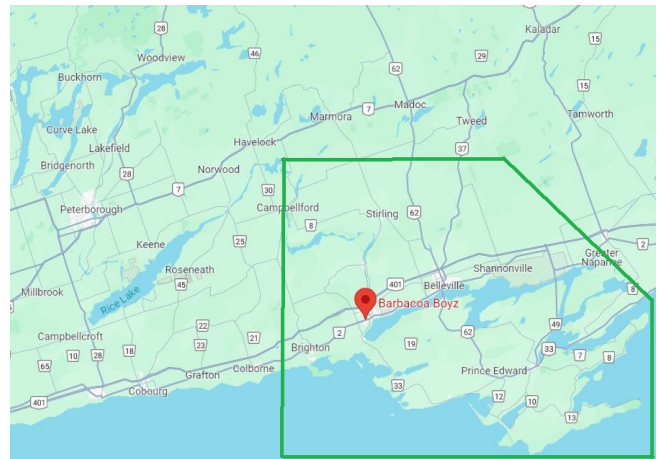 Kaladar
28
15
Woodview
46
29
62
Buckhorn
15
7
Madoc
Marmora
Tweed
Tamworth
Curve Lake
Havelock
37
Lakefield
Bridgenorth
28
Norwood
30
7
Campbellford
Peterborough
8
Stirling
62
2
25
Keene
Greater
Napanee
Shannonville
Roseneath
401
Belleville
45
8
Millbrook
Rice Lake
Barbacoa Boyz
22
49
Campbellcroft
21
2
62
23
19
33
10
28
18
Brighton
7
8
65
Grafton
Colborne
Prince Edward
33
Cobourg
12
10
401
13